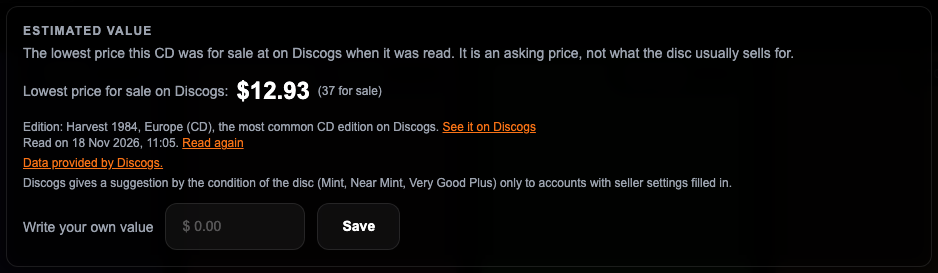 ESTIMATED VALUE
The lowest price this CD was for sale at on Discogs when it was read. It is an asking price, not what the disc usually sells for.
Lowest price for sale on Discogs: $12.93 (37 for sale)
Edition: Harvest 1984, Europe (CD), the most common CD edition on Discogs. See it on Discogs
Read on 18 Nov 2026, 11:05. Read again
Data provided by Discogs.
Discogs gives a suggestion by the condition of the disc (Mint, Near Mint, Very Good Plus) only to accounts with seller settings filled in.
Write your own value $ 0.00 Save